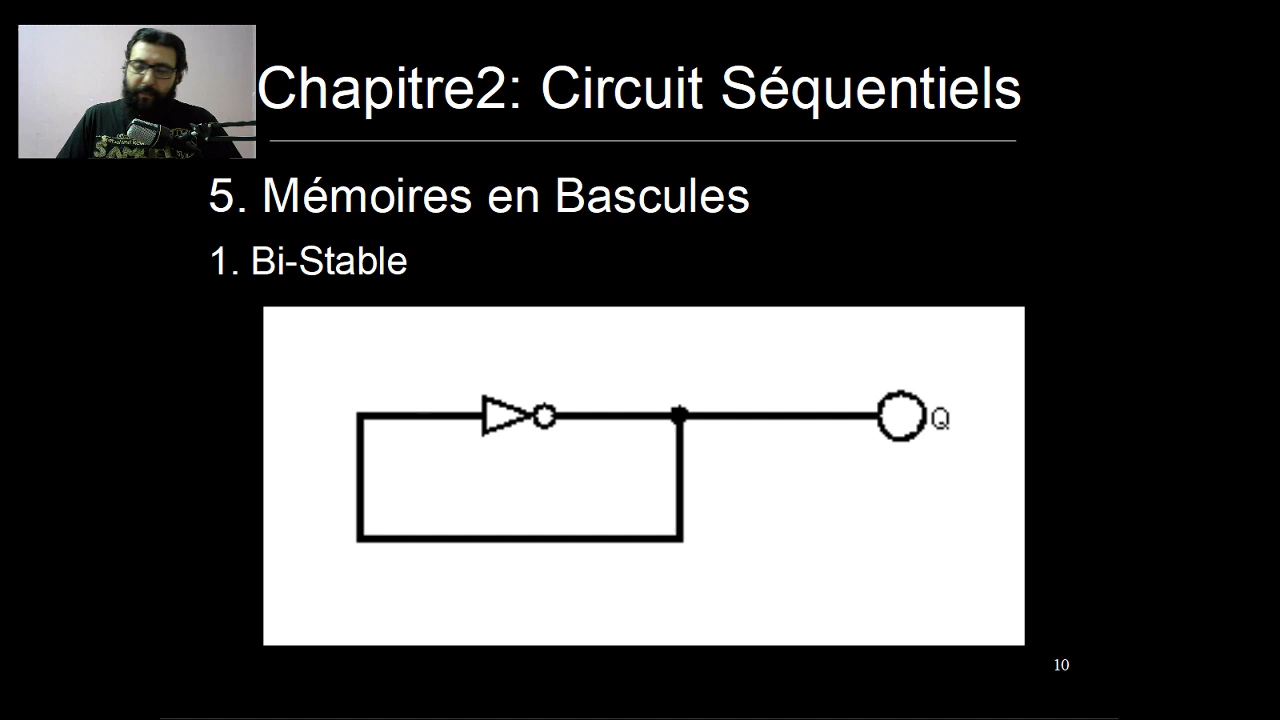 Chapitre2: Circuit Séquentiels
5. Mémoires en Bascules
1. Bi-Stable
Q
10